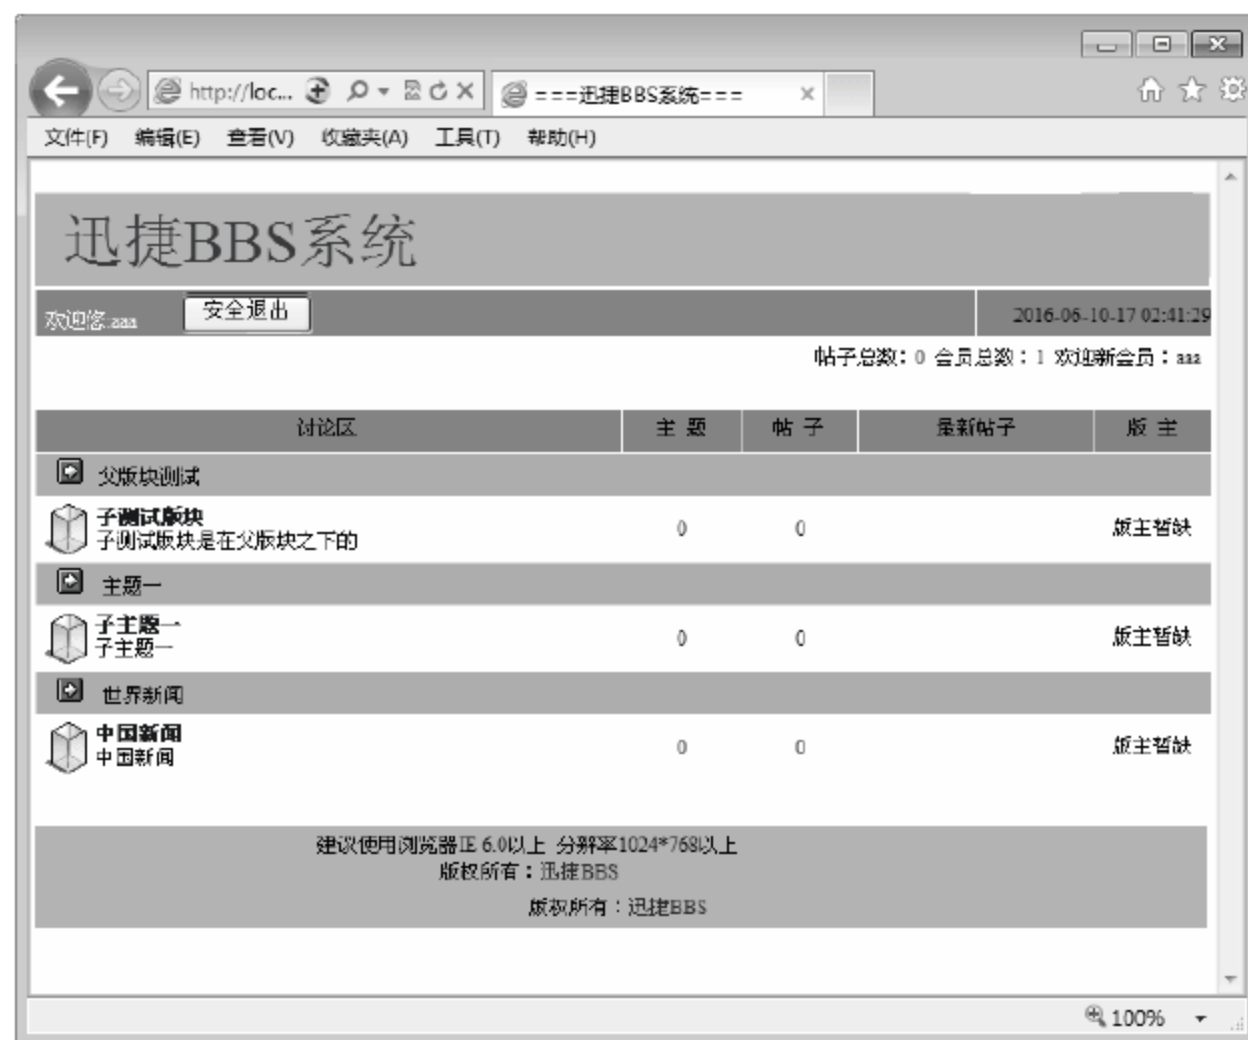 http://loc... ===迅捷BBS系统===
文件(F) 编辑(E) 查看(V) 收藏夹(A) 工具(T) 帮助(H)
迅捷BBS系统
欢迎您:aaa 安全退出 2016-06-10-17 02:41:29
帖子总数：0 会员总数：1 欢迎新会员：aaa
讨论区 主 题 帖 子 最新帖子 版 主
父版块测试
子测试版块
子测试版块是在父版块之下的 0 0 版主暂缺
主题一
子主题一
子主题一 0 0 版主暂缺
世界新闻
中国新闻
中国新闻 0 0 版主暂缺
建议使用浏览器IE 6.0以上 分辨率1024*768以上
版权所有：迅捷BBS
版权所有：迅捷BBS
100%